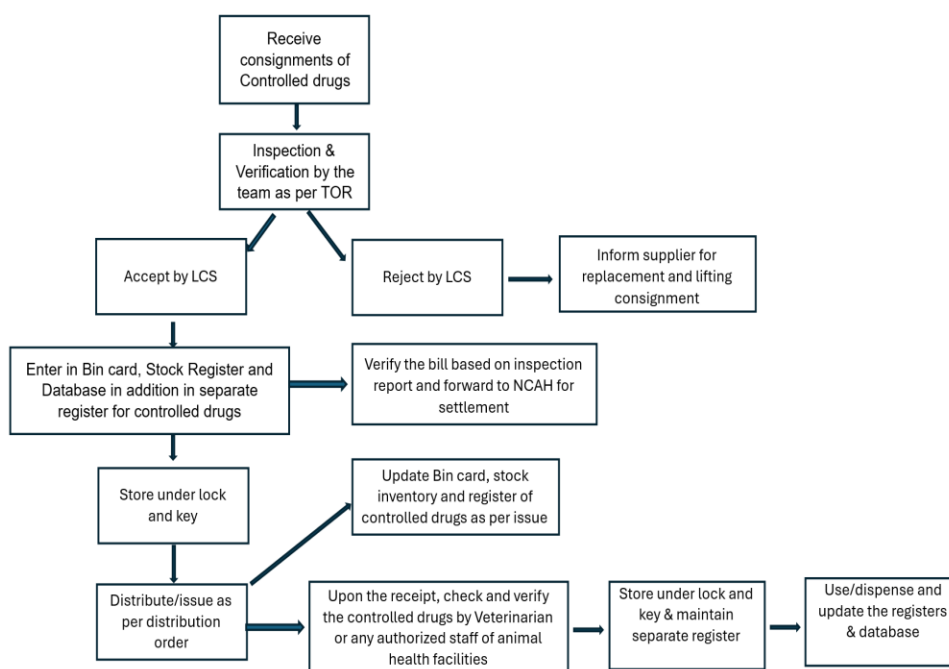 Receive
consignments of
Controlled drugs
Inspection &
Verification by the
team as per TOR
Accept by LCS
Reject by LCS
Inform supplier for
replacement and lifting
consignment
Enter in Bin card, Stock Register and
Database in addition in separate
register for controlled drugs
Verify the bill based on inspection
report and forward to NCAH for
settlement
Store under lock
and key
Update Bin card, stock
inventory and register of
controlled drugs as per issue
Distribute/issue as
per distribution
order
Upon the receipt, check and verify
the controlled drugs by Veterinarian
or any authorized staff of animal
health facilities
Store under lock and
key & maintain
separate register
Use/dispense and
update the registers
& database